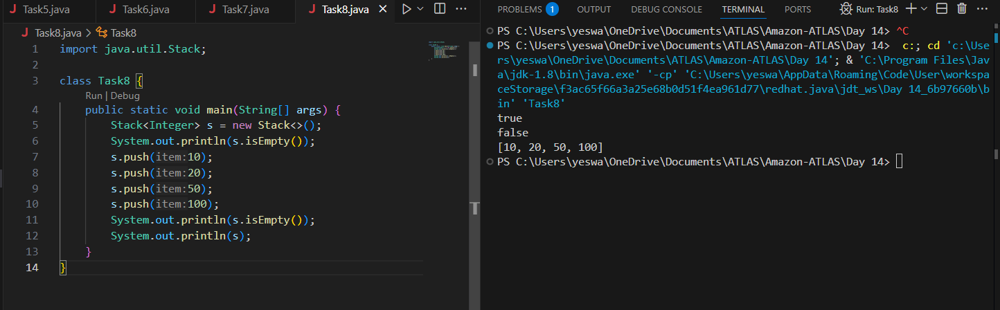 J Task5.java J Task6.java J Task7.java J Task8.java ×
J Task8.java > Task8
1 import java.util.Stack;
2
3 class Task8 {
Run | Debug
4 public static void main(String[] args) {
5 Stack<Integer> s = new Stack<>();
6 System.out.println(s.isEmpty());
7 s.push(item:10);
8 s.push(item:20);
9 s.push(item:50);
10 s.push(item:100);
11 System.out.println(s.isEmpty());
12 System.out.println(s);
13 }
14 }
PROBLEMS 1 OUTPUT DEBUG CONSOLE TERMINAL PORTS Run: Task8
PS C:\Users\yeswa\OneDrive\Documents\ATLAS\Amazon-ATLAS\Day 14> ^C
PS C:\Users\yeswa\OneDrive\Documents\ATLAS\Amazon-ATLAS\Day 14>  c:; cd 'c:\Use
rs\yeswa\OneDrive\Documents\ATLAS\Amazon-ATLAS\Day 14'; & 'C:\Program Files\Jav
a\jdk-1.8\bin\java.exe' '-cp' 'C:\Users\yeswa\AppData\Roaming\Code\User\workspa
ceStorage\f3ac65f66a3a25e68b0d51f4ea961d77\redhat.java\jdt_ws\Day 14_6b97660b\b
in' 'Task8'
true
false
[10, 20, 50, 100]
PS C:\Users\yeswa\OneDrive\Documents\ATLAS\Amazon-ATLAS\Day 14>